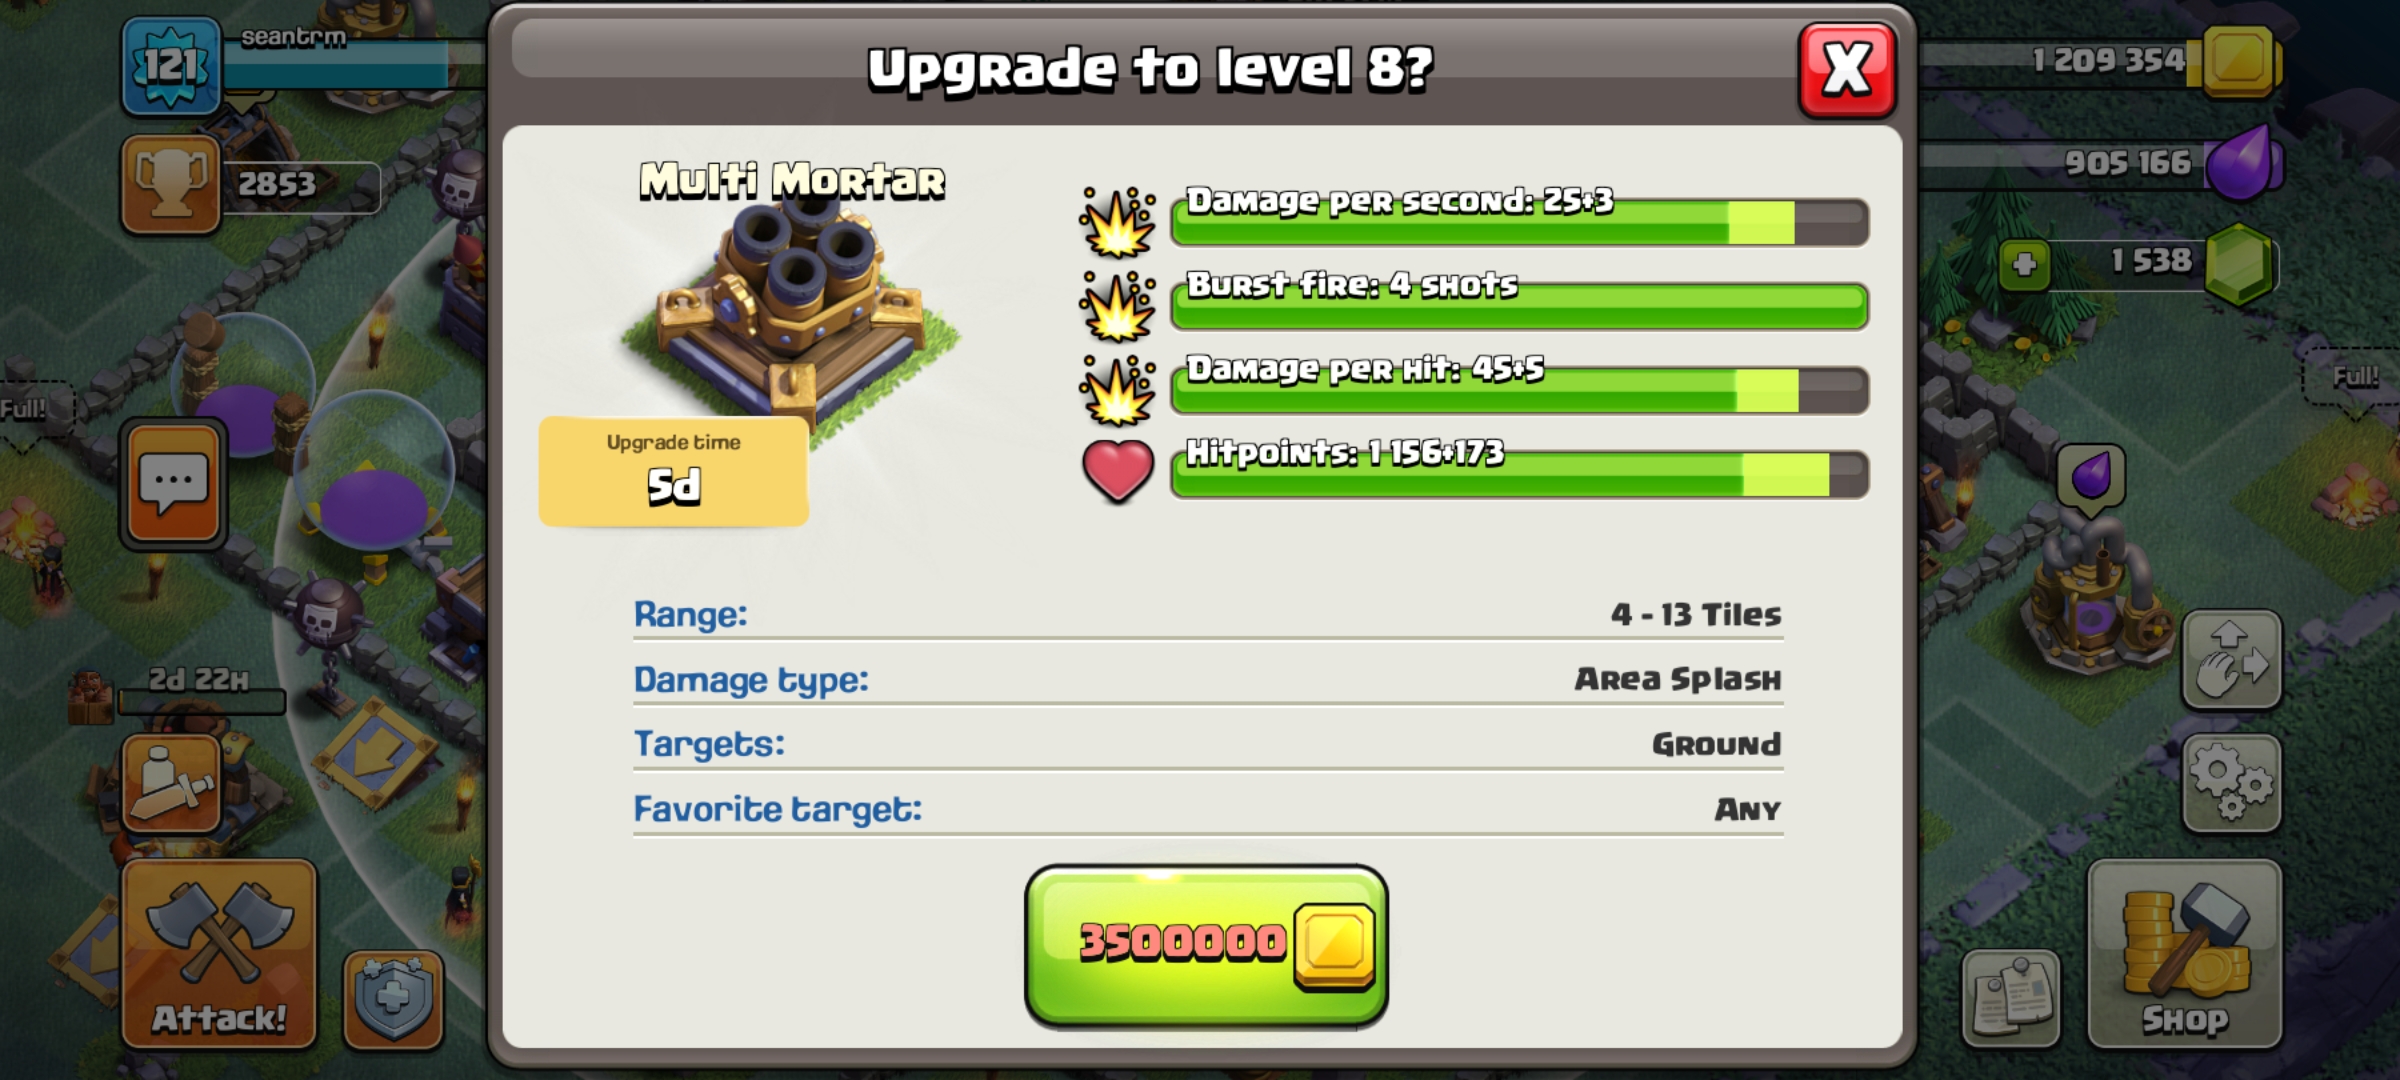 121
seantrm
2853
Full!
2d 22h
Attack!
Upgrade to level 8?
X
Multi Mortar
Upgrade time
5d
Damage per second: 25+3
Burst fire: 4 shots
Damage per hit: 45+5
Hitpoints: 1 156+173
Range: 4 - 13 Tiles
Damage type: Area Splash
Targets: Ground
Favorite target: Any
3500000
1 209 354
905 166
1 538
Full!
Shop